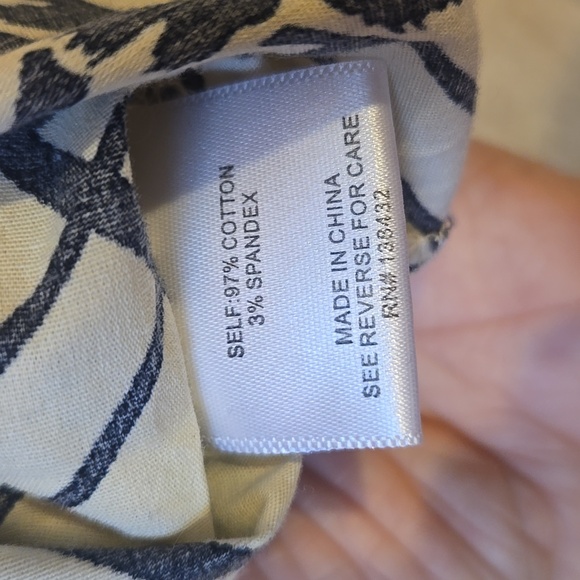 SELF:97% COTTON
3% SPANDEX
MADE IN CHINA
SEE REVERSE FOR CARE
RN# 138432